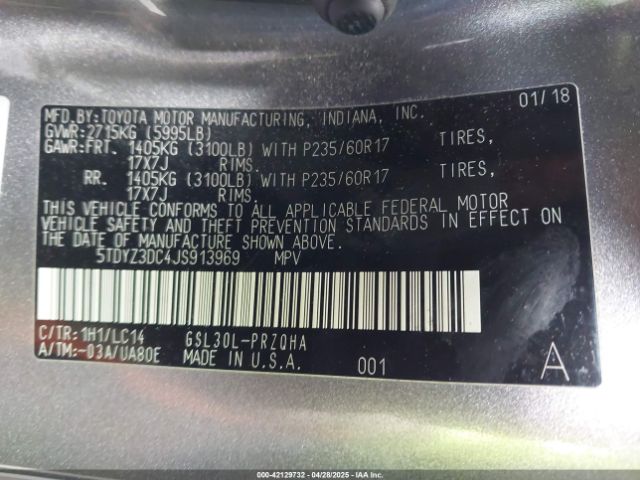 MFD.BY:TOYOTA MOTOR MANUFACTURING, INDIANA, INC. 01/18
GVWR:2715KG (5995LB)
GAWR:FRT. 1405KG (3100LB) WITH P235/60R17 TIRES,
17X7J RIMS,
RR. 1405KG (3100LB) WITH P235/60R17 TIRES,
17X7J RIMS
THIS VEHICLE CONFORMS TO ALL APPLICABLE FEDERAL MOTOR
VEHICLE SAFETY AND THEFT PREVENTION STANDARDS IN EFFECT ON
THE DATE OF MANUFACTURE SHOWN ABOVE.
5TDYZ3DC4JS913969 MPV
C/TR:1H1/LC14 GSL30L-PRZQHA
A/TM:-03A/UA80E MADE IN U.S.A. 001 A
000-42129732 - 04/28/2025 - IAAI.CA